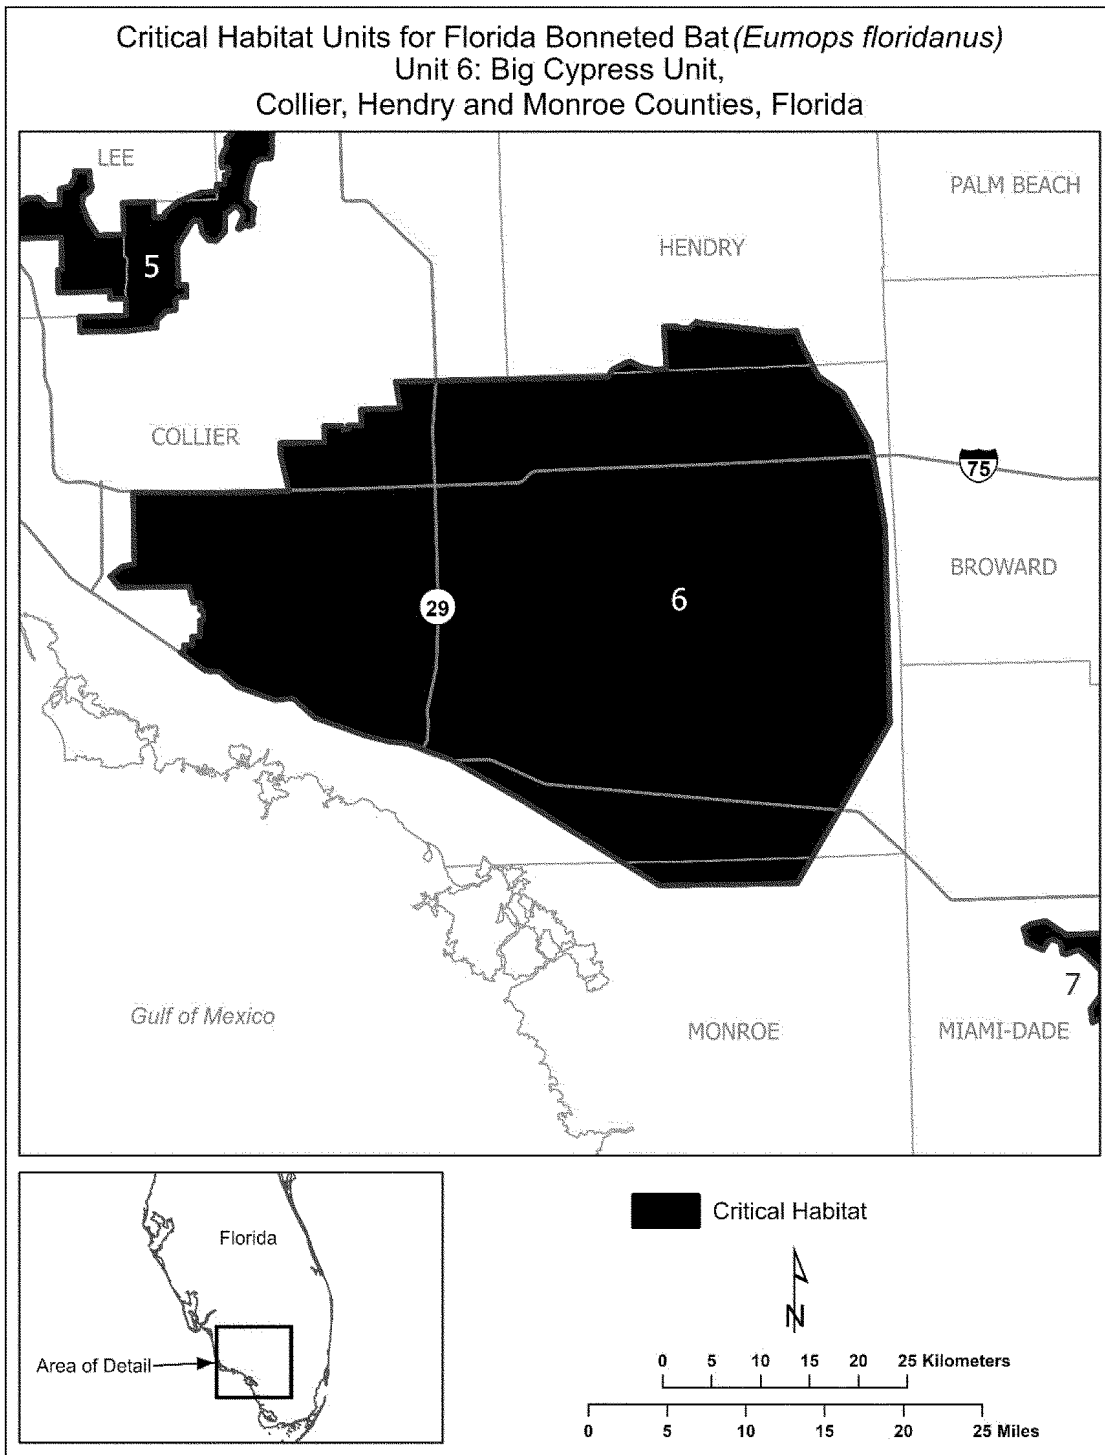 Critical Habitat Units for Florida Bonneted Bat (Eumops floridanus)
Unit 6: Big Cypress Unit,
Collier, Hendry and Monroe Counties, Florida
LEE
PALM BEACH
HENDRY
5
COLLIER
75
BROWARD
29
6
7
Gulf of Mexico
MONROE
MIAMI-DADE
Florida
Area of Detail
Critical Habitat
N
0 5 10 15 20 25 Kilometers
0 5 10 15 20 25 Miles